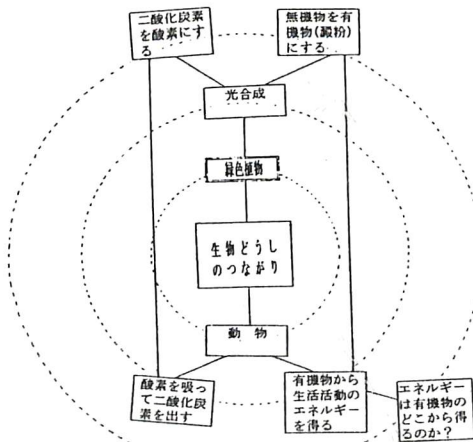 二酸化炭素
を酸素にす
る
無機物を有
機物(澱粉)
にする
光合成
緑色植物
生物どうし
のつながり
動物
酸素を吸っ
て二酸化炭
素を出す
有機物から
生活活動の
エネルギー
を得る
エネルギー
は有機物の
どこから得
るのか?